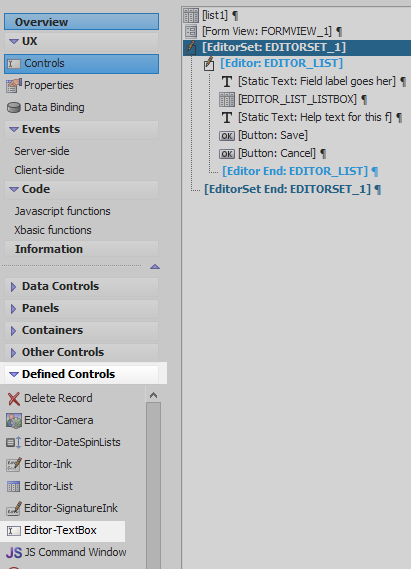 Overview
UX
Controls
Properties
Data Binding
Events
Server-side
Client-side
Code
Javascript functions
Xbasic functions
Information
Data Controls
Panels
Containers
Other Controls
Defined Controls
Delete Record
Editor-Camera
Editor-DateSpinLists
Editor-Ink
Editor-List
Editor-SignatureInk
Editor-TextBox
JS Command Window
[list1] ¶
[Form View: FORMVIEW_1] ¶
[EditorSet: EDITORSET_1] ¶
[Editor: EDITOR_LIST] ¶
[Static Text: Field label goes her] ¶
[EDITOR_LIST_LISTBOX] ¶
[Static Text: Help text for this f] ¶
[Button: Save] ¶
[Button: Cancel] ¶
[Editor End: EDITOR_LIST] ¶
[EditorSet End: EDITORSET_1] ¶